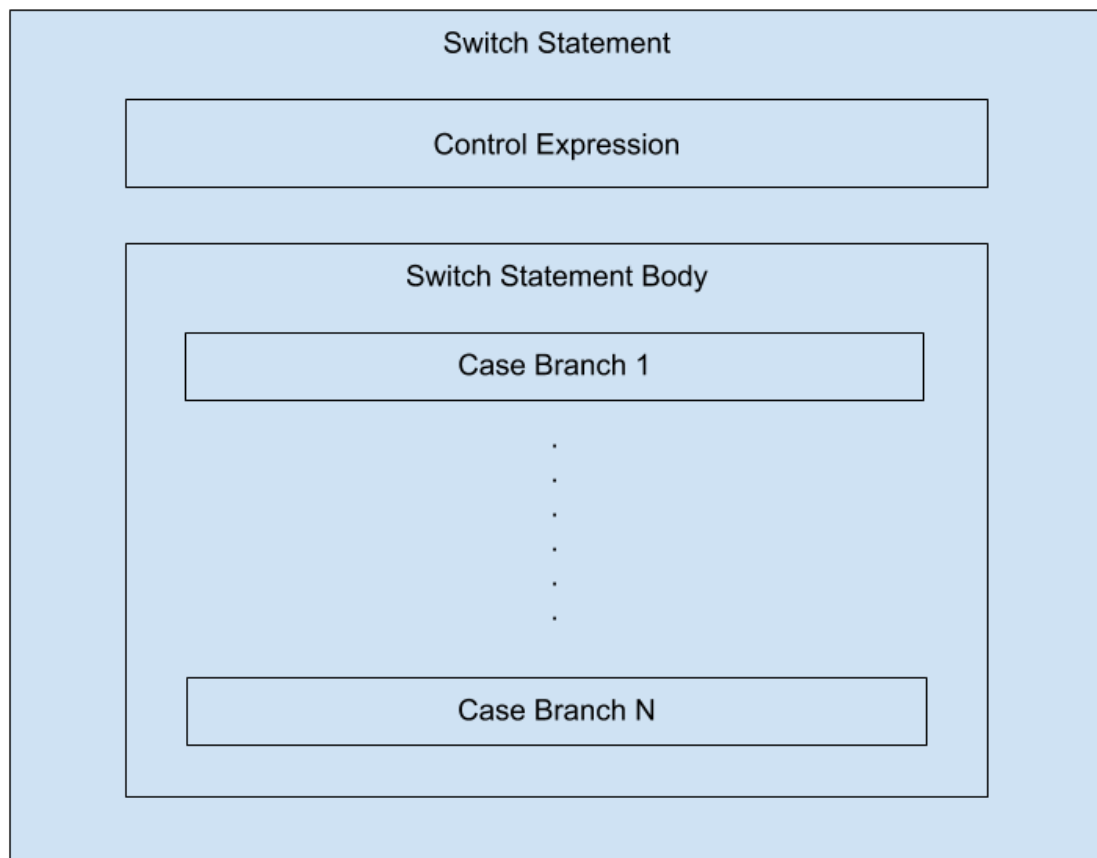 Switch Statement
Control Expression
Switch Statement Body
Case Branch 1
.
.
.
.
.
.
Case Branch N